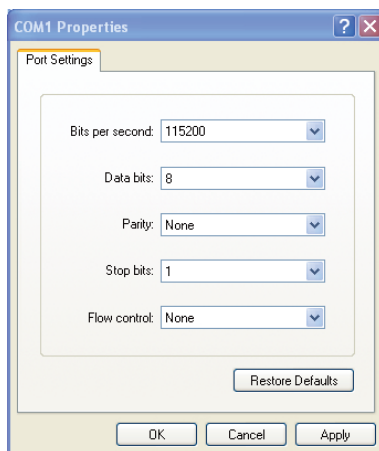 COM1 Properties
Port Settings
Bits per second: 115200
Data bits: 8
Parity: None
Stop bits: 1
Flow control: None
Restore Defaults
OK Cancel Apply